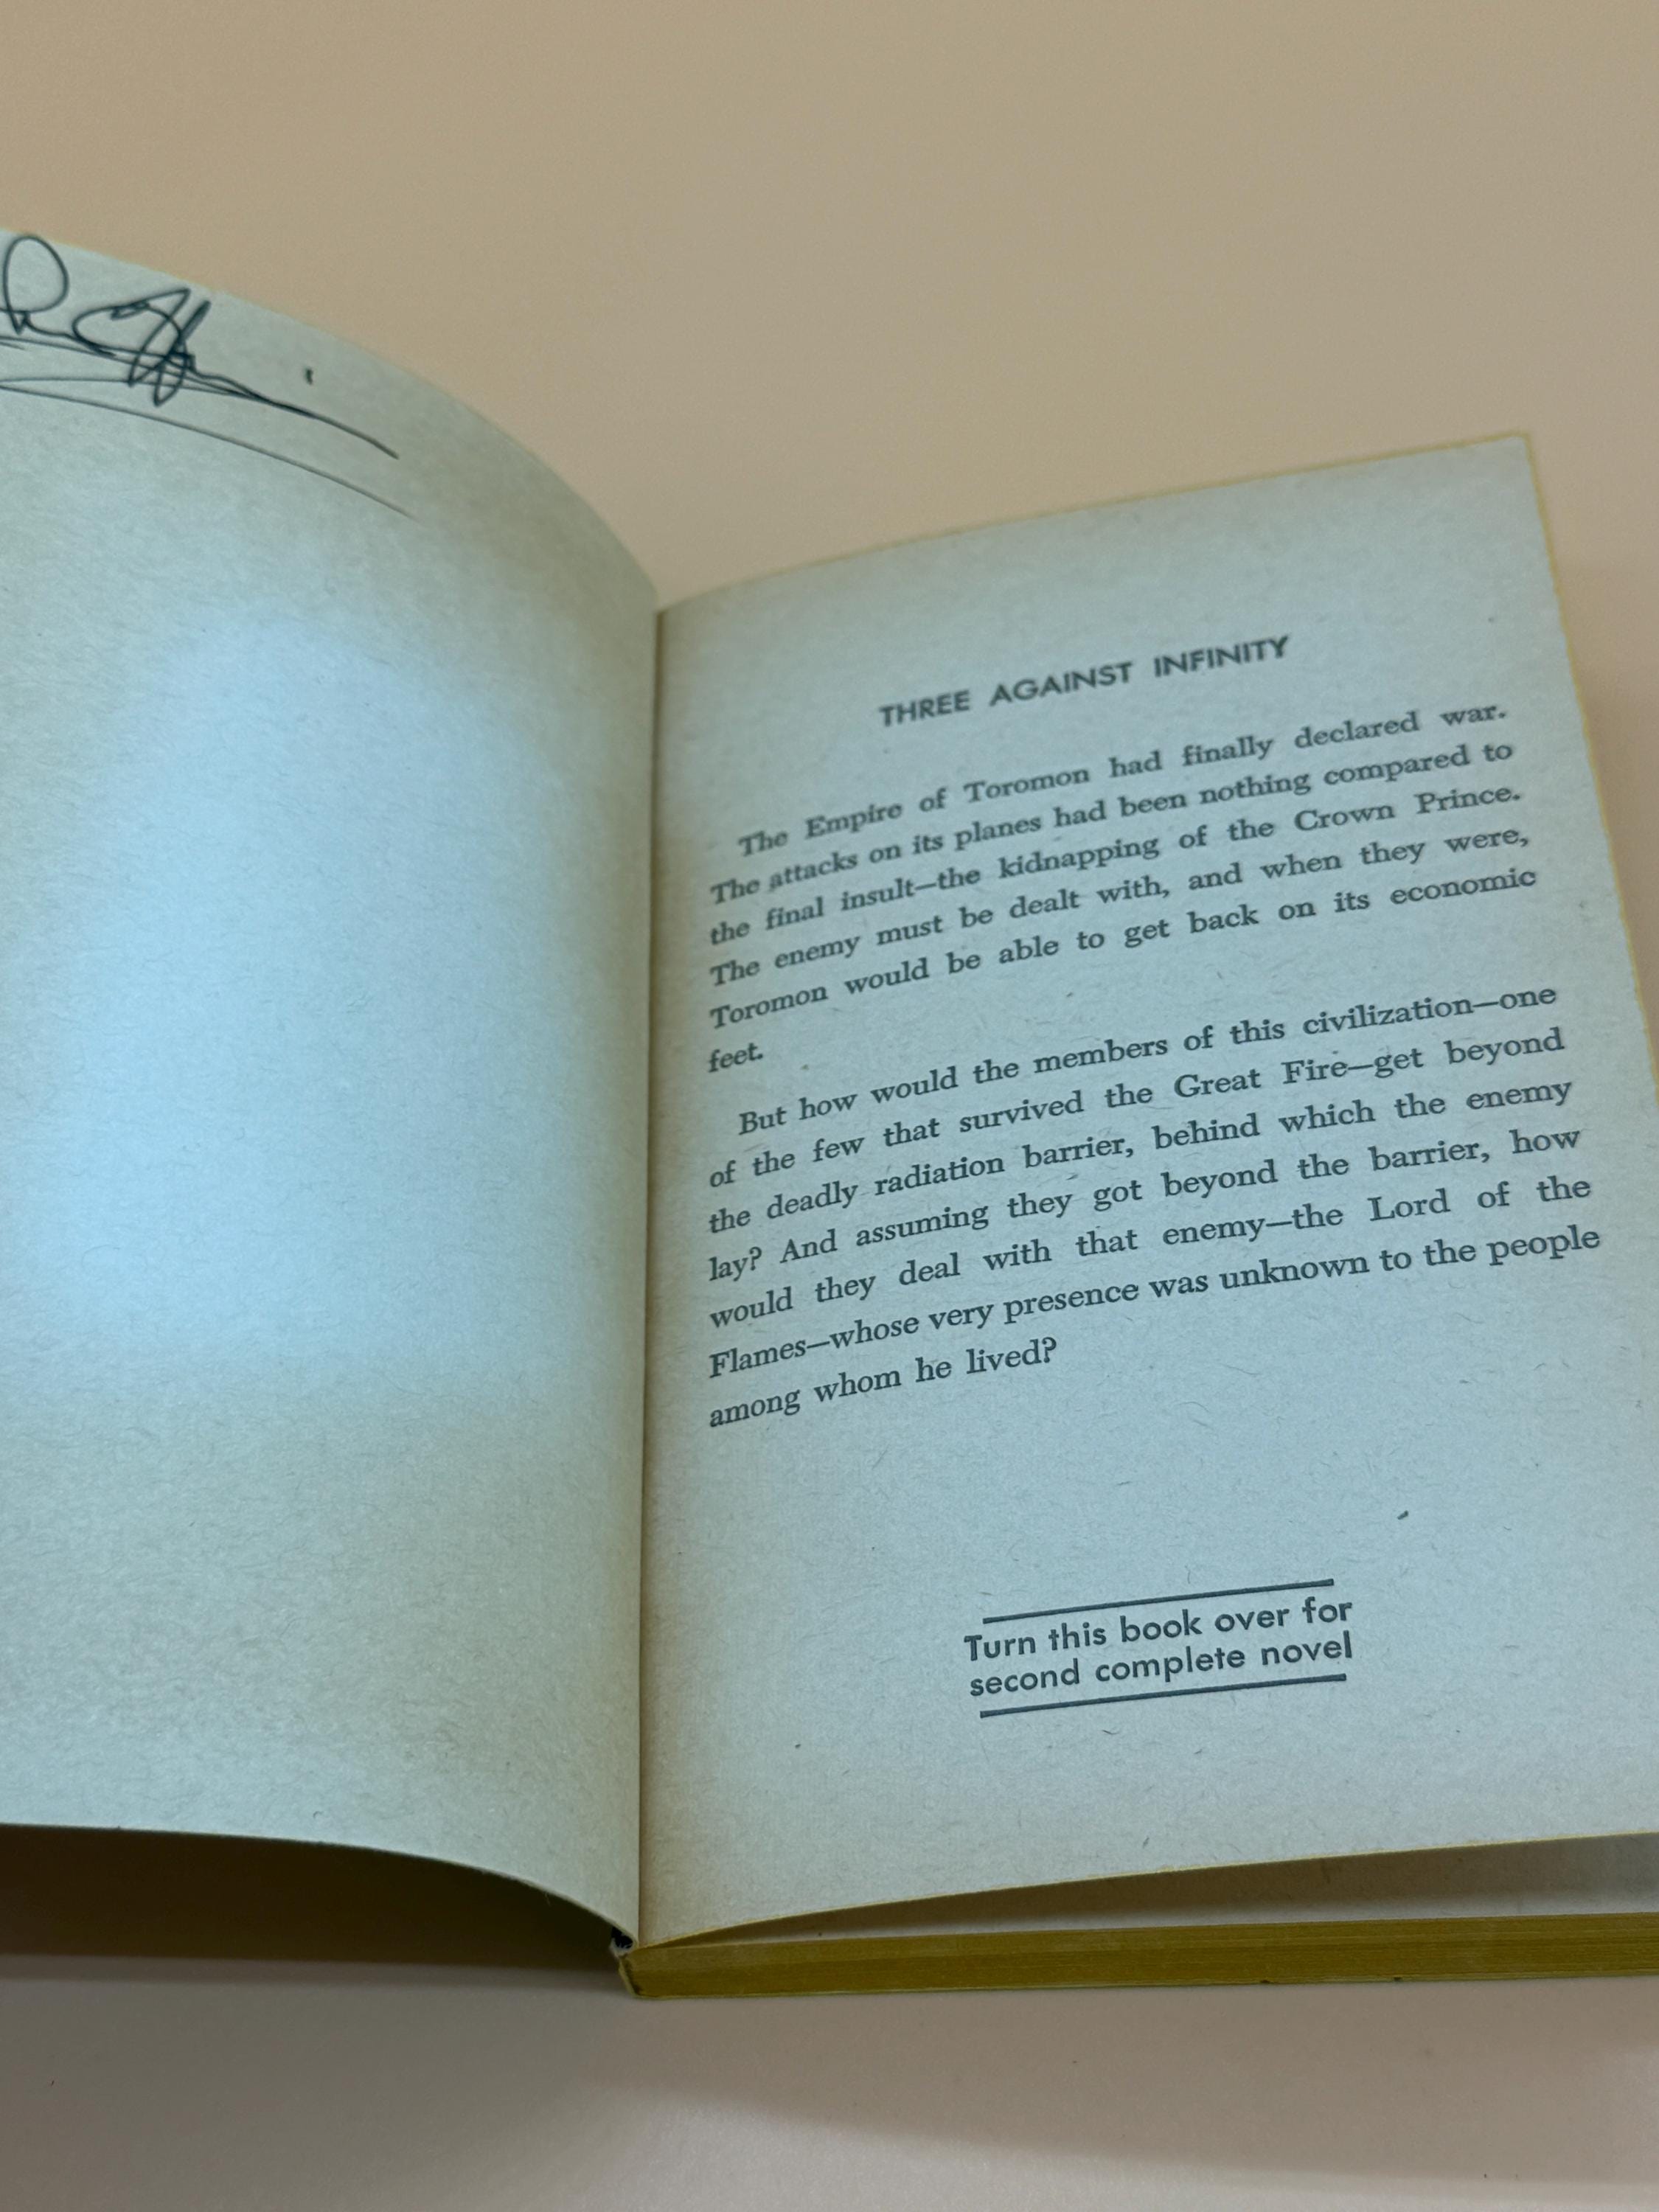 THREE AGAINST INFINITY
The Empire of Toromon had finally declared war.
The attacks on its planes had been nothing compared to
the final insult—the kidnapping of the Crown Prince.
The enemy must be dealt with, and when they were,
Toromon would be able to get back on its economic
feet.
But how would the members of this civilization—one
of the few that survived the Great Fire—get beyond
the deadly radiation barrier, behind which the enemy
lay? And assuming they got beyond the barrier, how
would they deal with that enemy—the Lord of the
Flames—whose very presence was unknown to the people
among whom he lived?
Turn this book over for
second complete novel